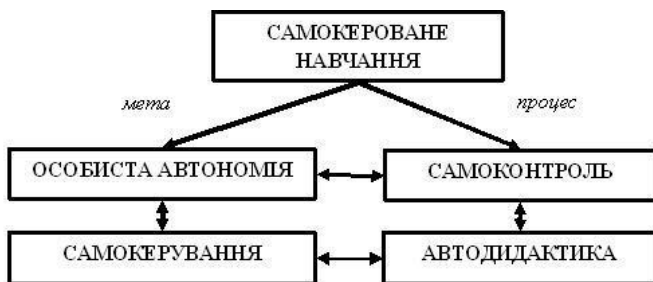 САМОКЕРОВАНЕ
НАВЧАННЯ
мета
процес
ОСОБИСТА АВТОНОМІЯ
САМОКОНТРОЛЬ
САМОКЕРУВАННЯ
АВТОДИДАКТИКА